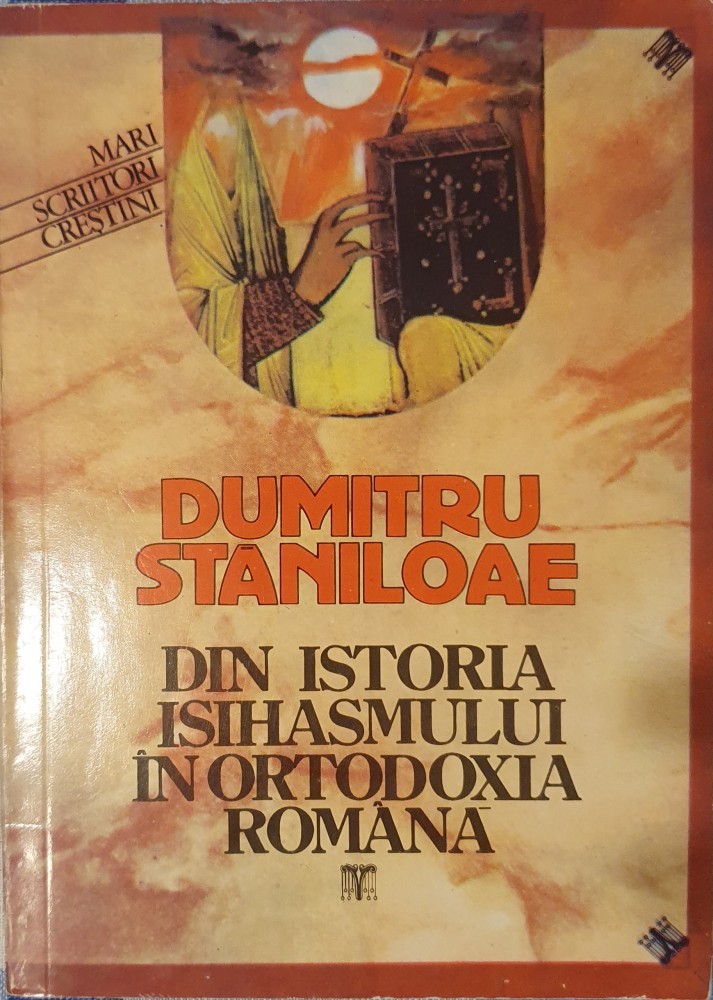 MARI
SCRIITORI
CREȘTINI
DUMITRU
STĂNILOAE
DIN ISTORIA
ISIHASMULUI
ÎN ORTODOXIA
ROMÂNĂ